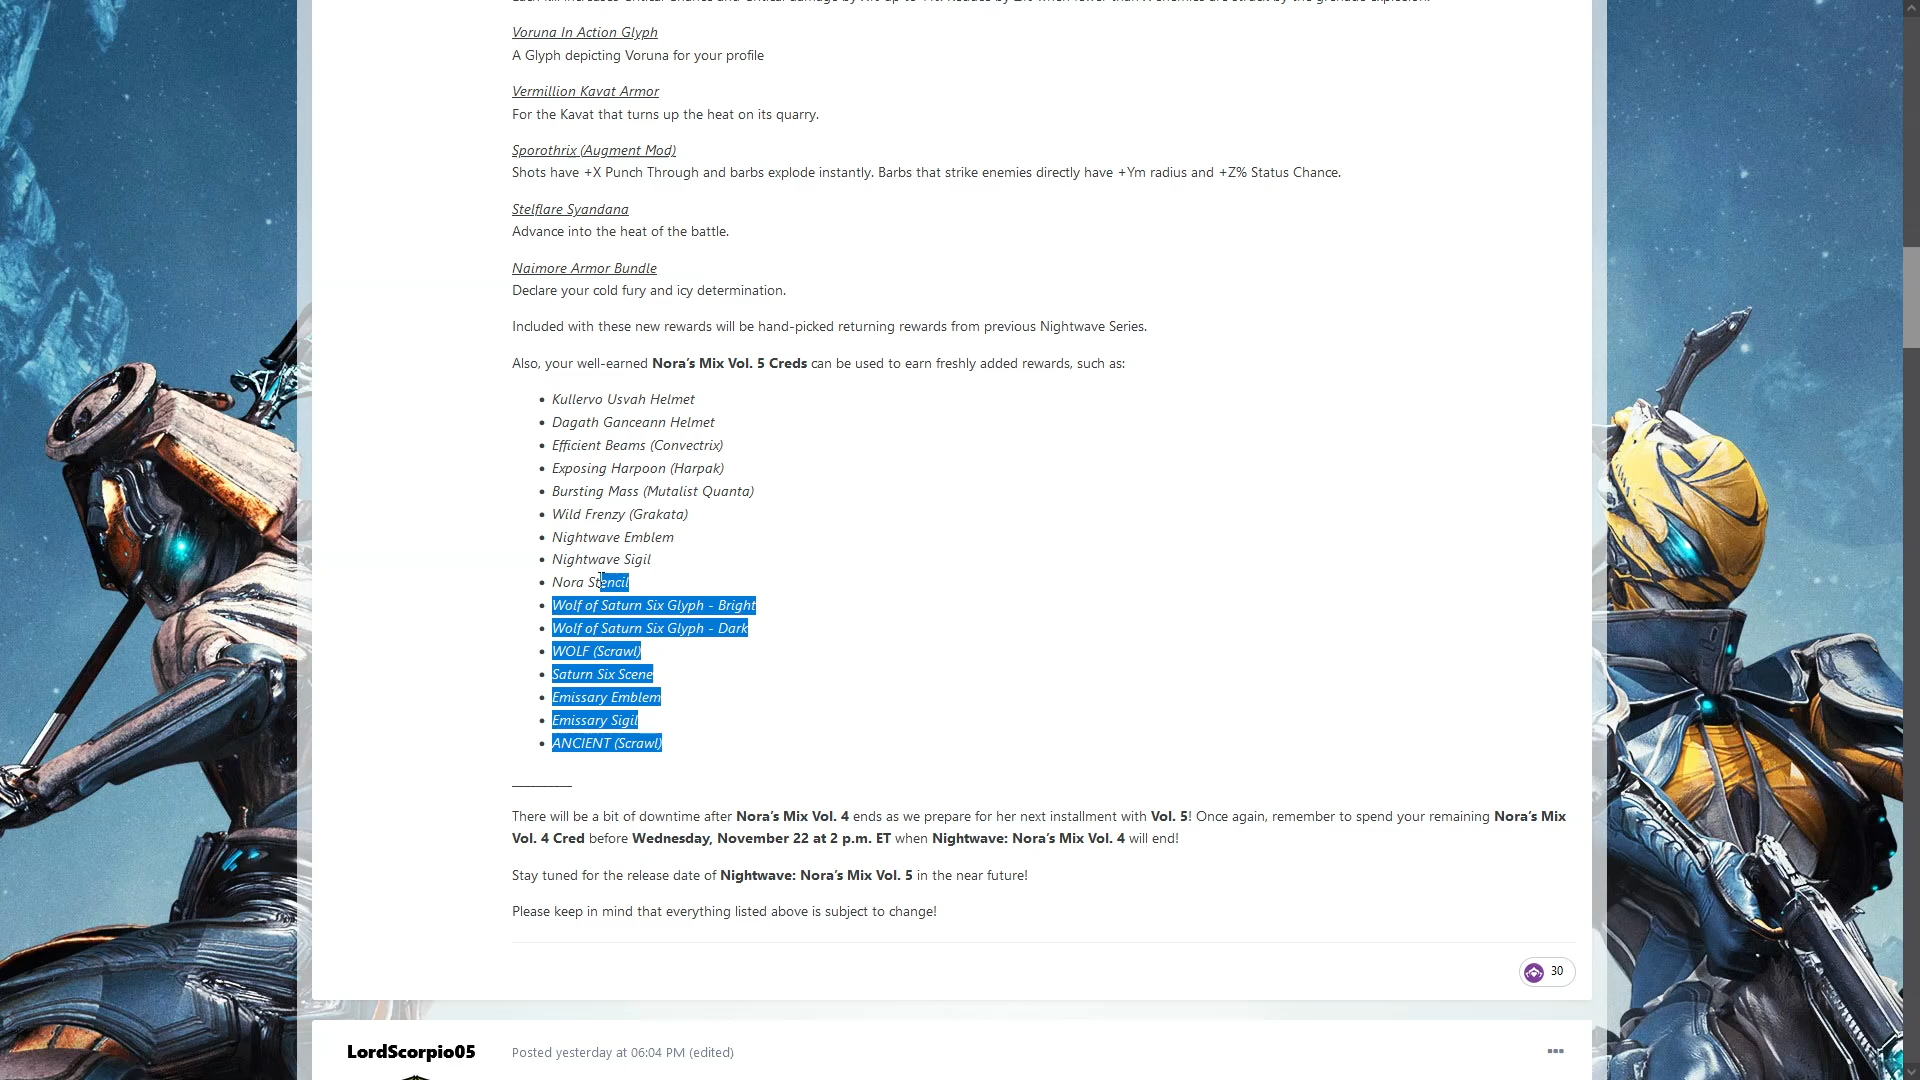 Voruna In Action Glyph
A Glyph depicting Voruna for your profile
Vermillion Kavat Armor
For the Kavat that turns up the heat on its quarry.
Sporothrix (Augment Mod)
Shots have +X Punch Through and barbs explode instantly. Barbs that strike enemies directly have +Ym radius and +Z% Status Chance.
Stelflare Syandana
Advance into the heat of the battle.
Naimore Armor Bundle
Declare your cold fury and icy determination.
Included with these new rewards will be hand-picked returning rewards from previous Nightwave Series.
Also, your well-earned Nora's Mix Vol. 5 Creds can be used to earn freshly added rewards, such as:
• Kullervo Usvah Helmet
• Dagath Ganceann Helmet
• Efficient Beams (Convectrix)
• Exposing Harpoon (Harpak)
• Bursting Mass (Mutalist Quanta)
• Wild Frenzy (Grakata)
• Nightwave Emblem
• Nightwave Sigil
• Nora Stencil
• Wolf of Saturn Six Glyph - Bright
• Wolf of Saturn Six Glyph - Dark
• WOLF (Scrawl)
• Saturn Six Scene
• Emissary Emblem
• Emissary Sigil
• ANCIENT (Scrawl)
__________
There will be a bit of downtime after Nora's Mix Vol. 4 ends as we prepare for her next installment with Vol. 5! Once again, remember to spend your remaining Nora's Mix
Vol. 4 Cred before Wednesday, November 22 at 2 p.m. ET when Nightwave: Nora's Mix Vol. 4 will end!
Stay tuned for the release date of Nightwave: Nora's Mix Vol. 5 in the near future!
Please keep in mind that everything listed above is subject to change!
30
LordScorpio05
Posted yesterday at 06:04 PM (edited)